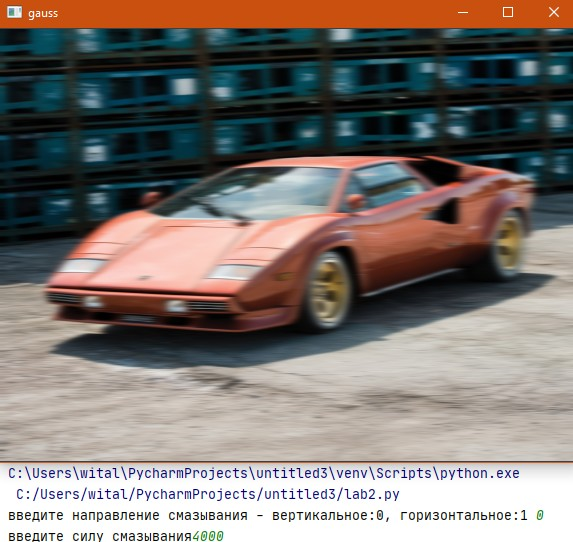 gauss
C:\Users\wital\PycharmProjects\untitled3\venv\Scripts\python.exe
C:/Users/wital/PycharmProjects/untitled3/lab2.py
введите направление смазывания - вертикальное:0, горизонтальное:1 0
введите силу смазывания4000